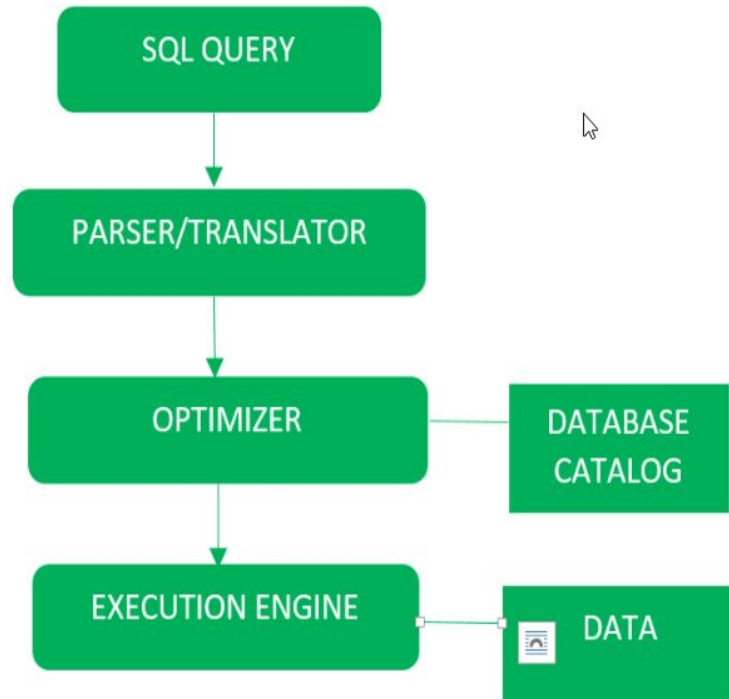 SQL QUERY
PARSER/TRANSLATOR
OPTIMIZER
DATABASE
CATALOG
EXECUTION ENGINE
DATA